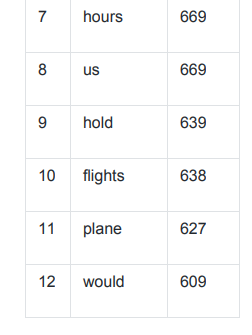 7 hours 669
8 us 669
9 hold 639
10 flights 638
11 plane 627
12 would 609